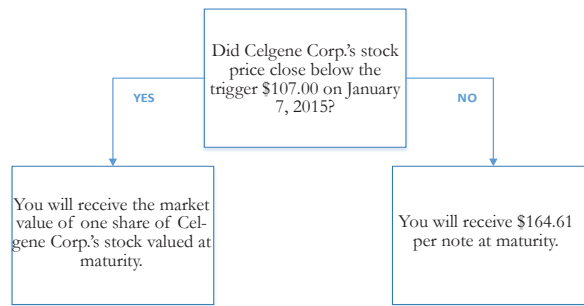 Did Celgene Corp.'s stock
price close below the
trigger $107.00 on January
7, 2015?
YES
NO
You will receive the market
value of one share of Cel-
gene Corp.'s stock valued at
maturity.
You will receive $164.61
per note at maturity.